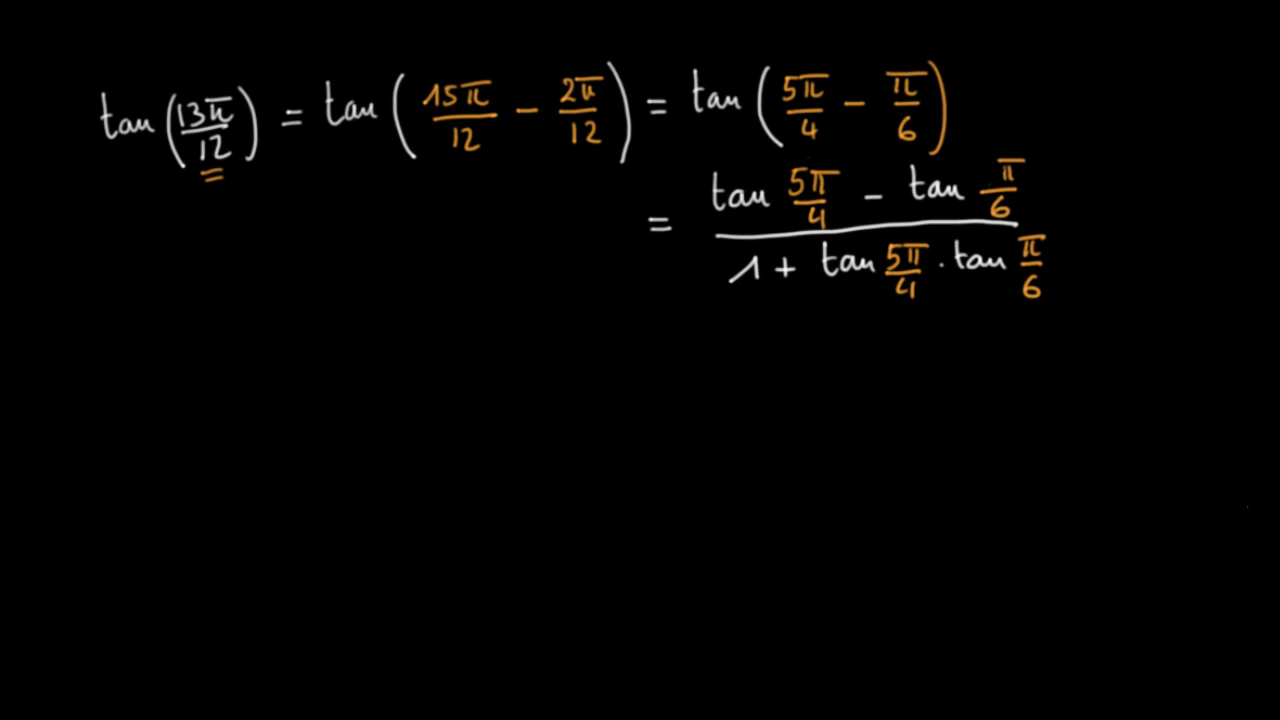 tan(13π/12) = tan(15π/12 − 2π/12) = tan(5π/4 − π/6)
= (tan 5π/4 − tan π/6)/(1 + tan 5π/4 · tan π/6)